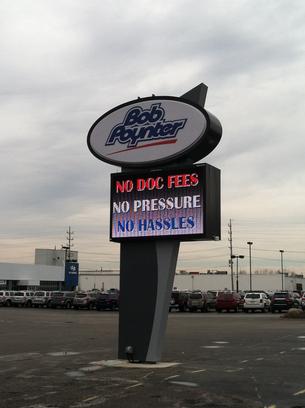 Bob
Poynter
NO DOC FEES
NO PRESSURE
NO HASSLES